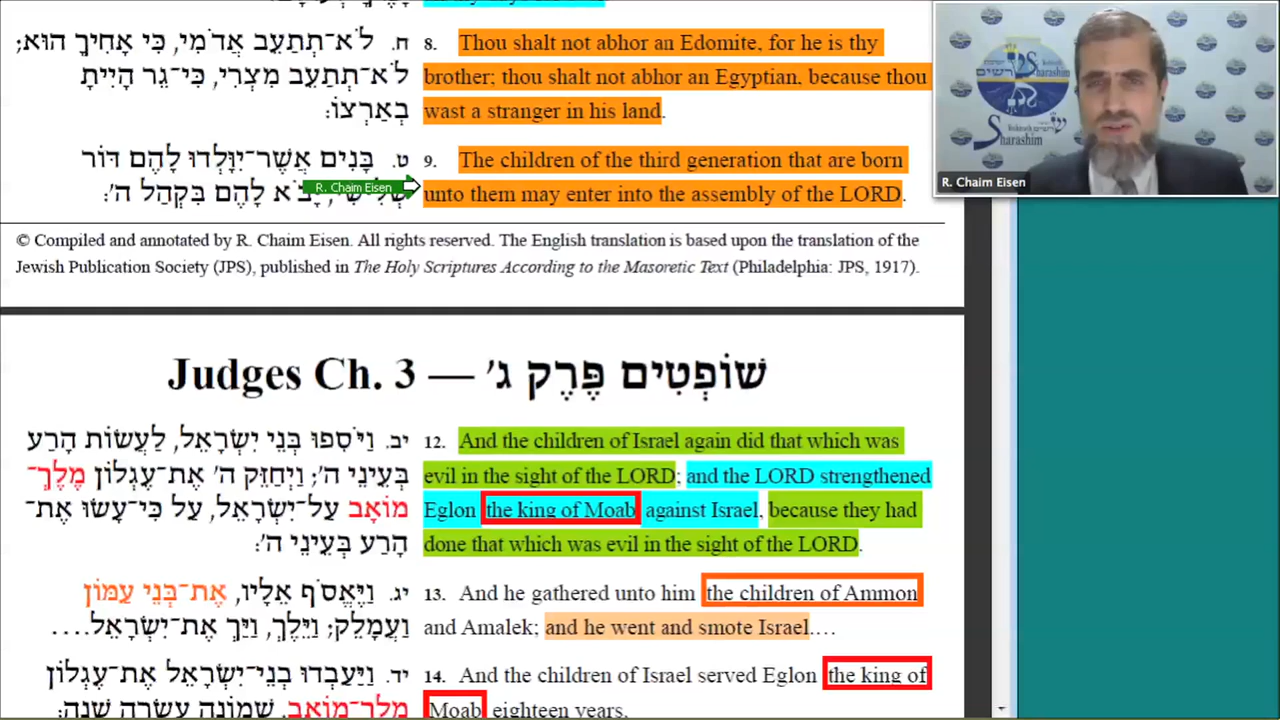 my days for ever.
ח. לֹא־תְתַעֵב אֲדֹמִי, כִּי אָחִיךָ הוּא;
לֹא־תְתַעֵב מִצְרִי, כִּי־גֵר הָיִיתָ
בְאַרְצוֹ:
8. Thou shalt not abhor an Edomite, for he is thy
brother; thou shalt not abhor an Egyptian, because thou
wast a stranger in his land.
ט. בָּנִים אֲשֶׁר־יִוָּלְדוּ לָהֶם דּוֹר
שְׁלִישִׁי, יָבֹא לָהֶם בִּקְהַל ה':
9. The children of the third generation that are born
unto them may enter into the assembly of the LORD.
R. Chaim Eisen
© Compiled and annotated by R. Chaim Eisen. All rights reserved. The English translation is based upon the translation of the
Jewish Publication Society (JPS), published in The Holy Scriptures According to the Masoretic Text (Philadelphia: JPS, 1917).
Judges Ch. 3 — שׁוֹפְטִים פֶּרֶק ג'
יב. וַיֹּסִפוּ בְּנֵי יִשְׂרָאֵל, לַעֲשׂוֹת הָרַע
בְּעֵינֵי ה'; וַיְחַזֵּק ה' אֶת־עֶגְלוֹן מֶלֶךְ־
מוֹאָב עַל־יִשְׂרָאֵל, עַל כִּי־עָשׂוּ אֶת־
הָרַע בְּעֵינֵי ה':
12. And the children of Israel again did that which was
evil in the sight of the LORD; and the LORD strengthened
Eglon the king of Moab against Israel, because they had
done that which was evil in the sight of the LORD.
יג. וַיֶּאֱסֹף אֵלָיו, אֶת־בְּנֵי עַמּוֹן
וַעֲמָלֵק; וַיֵּלֶךְ, וַיַּךְ אֶת־יִשְׂרָאֵל....
13. And he gathered unto him the children of Ammon
and Amalek; and he went and smote Israel....
יד. וַיַּעַבְדוּ בְנֵי־יִשְׂרָאֵל אֶת־עֶגְלוֹן
מֶלֶךְ־מוֹאָב, שְׁמוֹנֶה עֶשְׂרֵה שָׁנָה:
14. And the children of Israel served Eglon the king of
Moab eighteen years.
Sharashim
Sharashim
R. Chaim Eisen